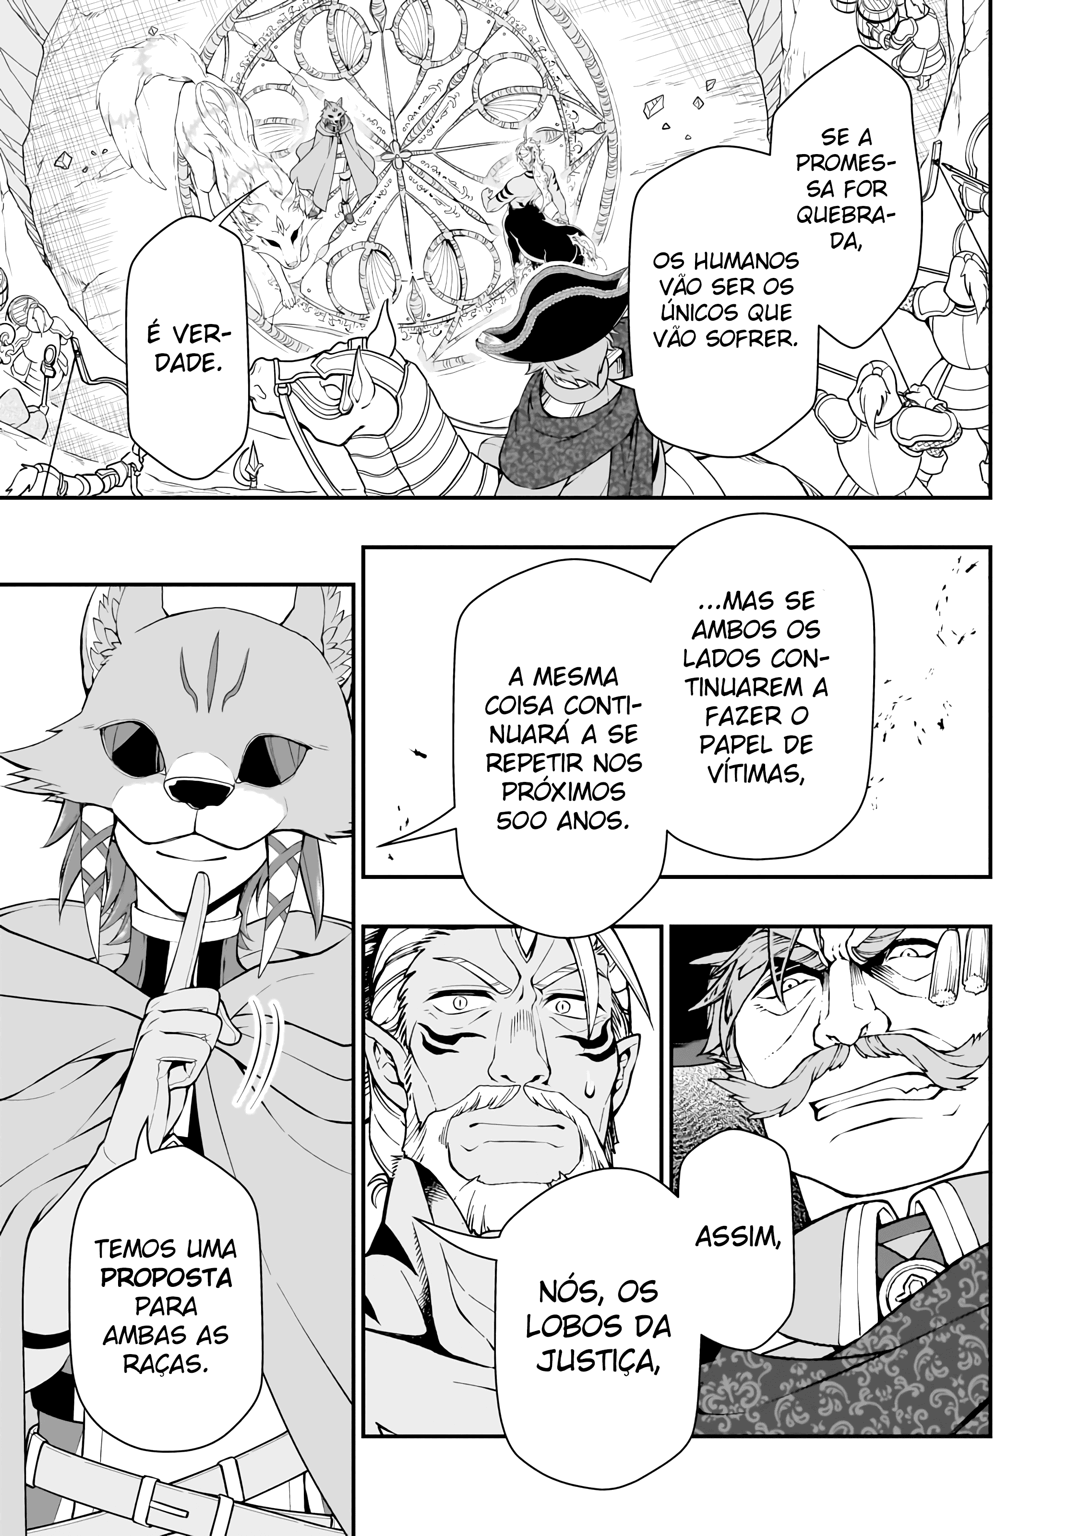 SE A
PROMES-
SA FOR
QUEBRA-
DA,
OS HUMANOS
VÃO SER OS
ÚNICOS QUE
VÃO SOFRER.
É VER-
DADE.
...MAS SE
AMBOS OS
LADOS CON-
TINUAREM A
FAZER O
PAPEL DE
VÍTIMAS,
A MESMA
COISA CONTI-
NUARÁ A SE
REPETIR NOS
PRÓXIMOS
500 ANOS.
ASSIM,
NÓS, OS
LOBOS DA
JUSTIÇA,
TEMOS UMA
PROPOSTA
PARA
AMBAS AS
RAÇAS.